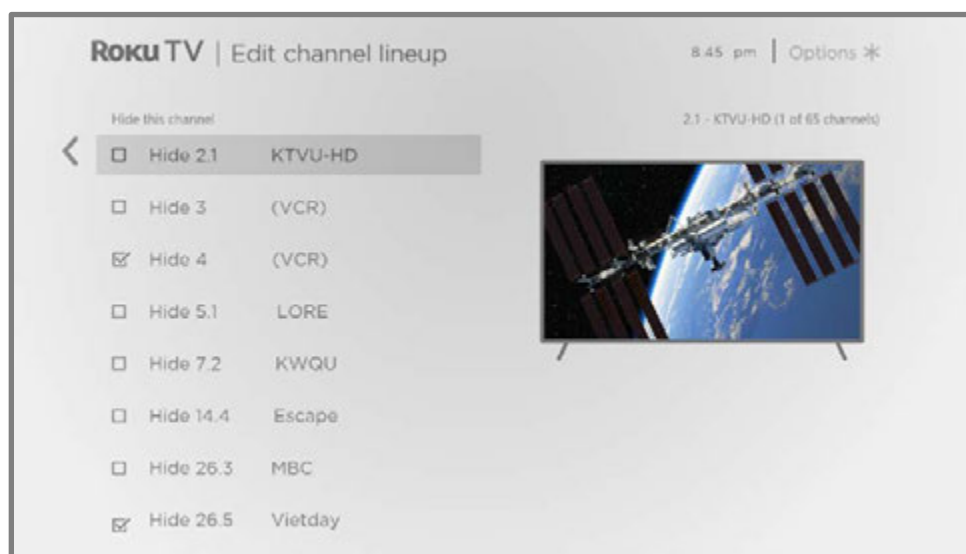 Roku TV | Edit channel lineup
8:45 pm | Options
Hide this channel
2.1 - KTVU-HD (1 of 65 channels)
Hide 2.1 KTVU-HD
Hide 3 (VCR)
Hide 4 (VCR)
Hide 5.1 LORE
Hide 7.2 KWQU
Hide 14.4 Escape
Hide 26.3 MBC
Hide 26.5 Vietday